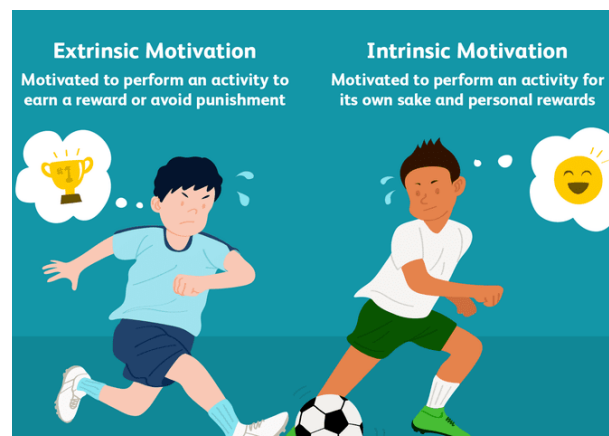 Extrinsic Motivation
Motivated to perform an activity to
earn a reward or avoid punishment
Intrinsic Motivation
Motivated to perform an activity for
its own sake and personal rewards
#1